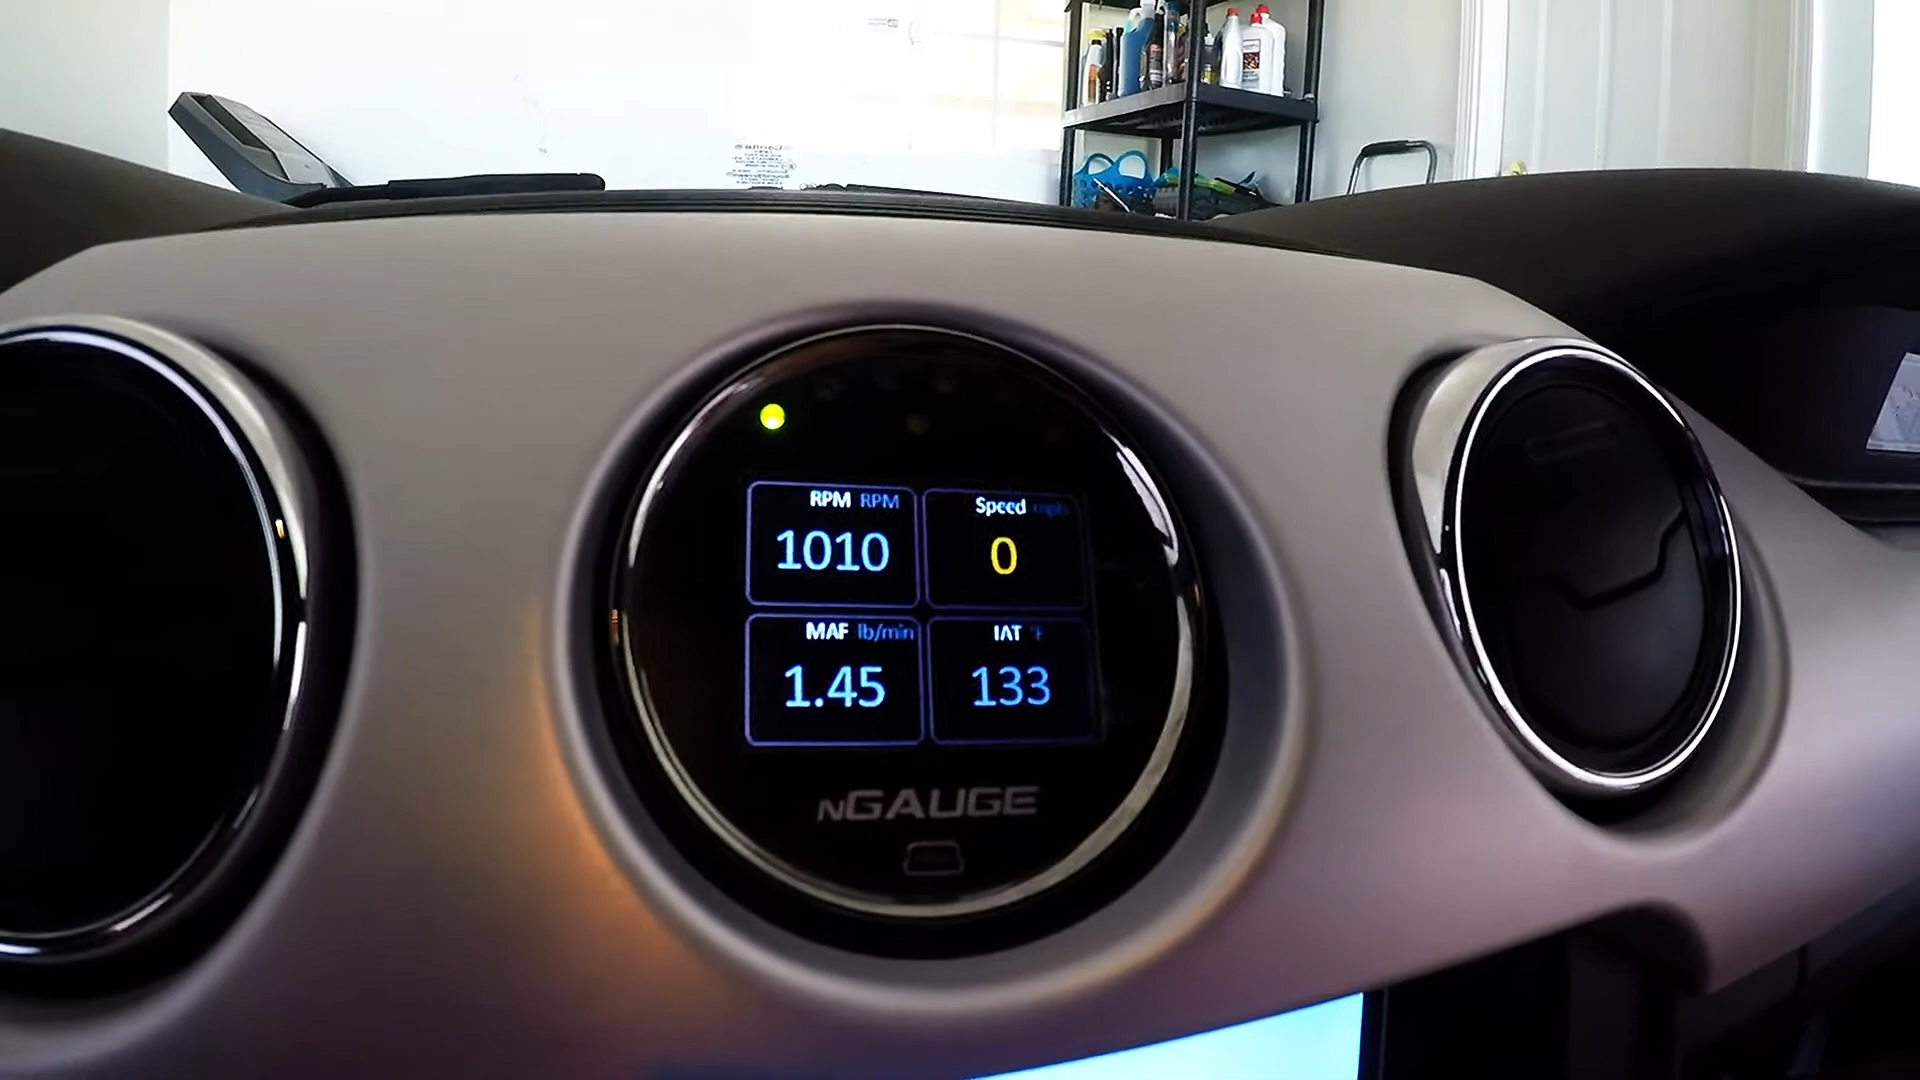 RPM RPM
1010
Speed mph
0
MAF lb/min
1.45
IAT °F
133
nGAUGE